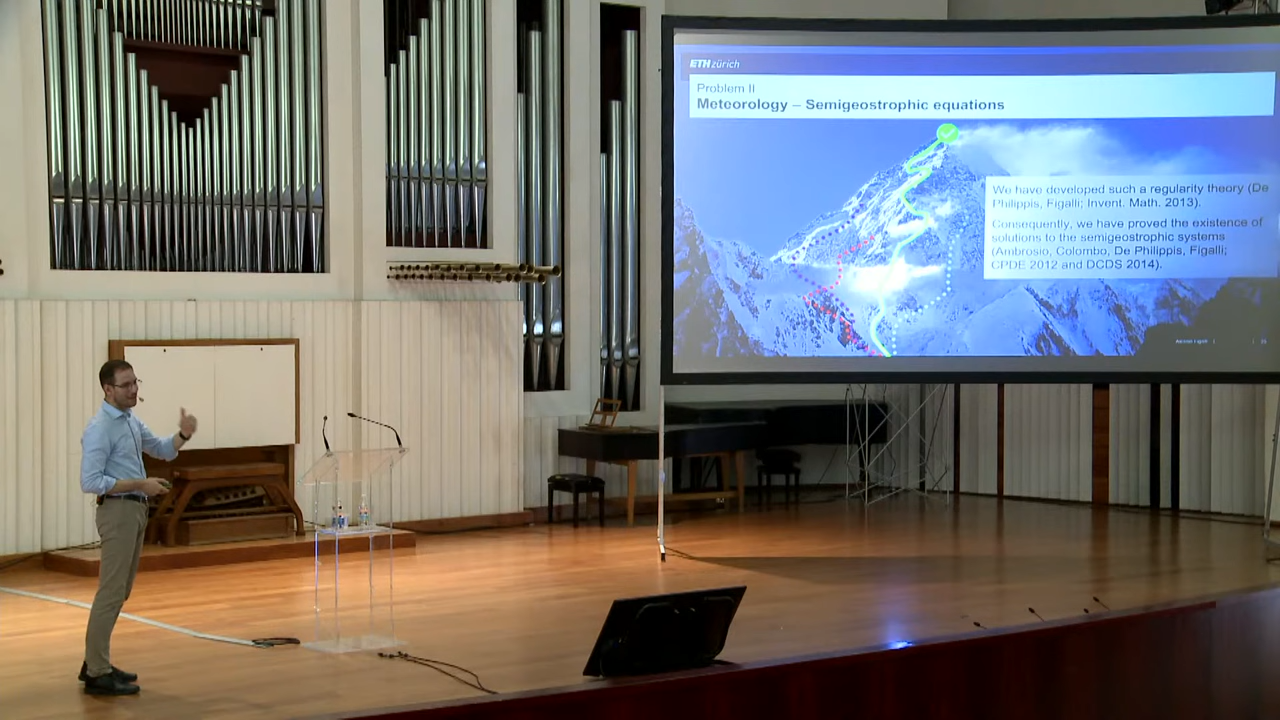 ETH zürich
Problem II
Meteorology – Semigeostrophic equations
We have developed such a regularity theory (De
Philippis, Figalli; Invent. Math. 2013).
Consequently, we have proved the existence of
solutions to the semigeostrophic systems
(Ambrosio, Colombo, De Philippis, Figalli;
CPDE 2012 and DCDS 2014).